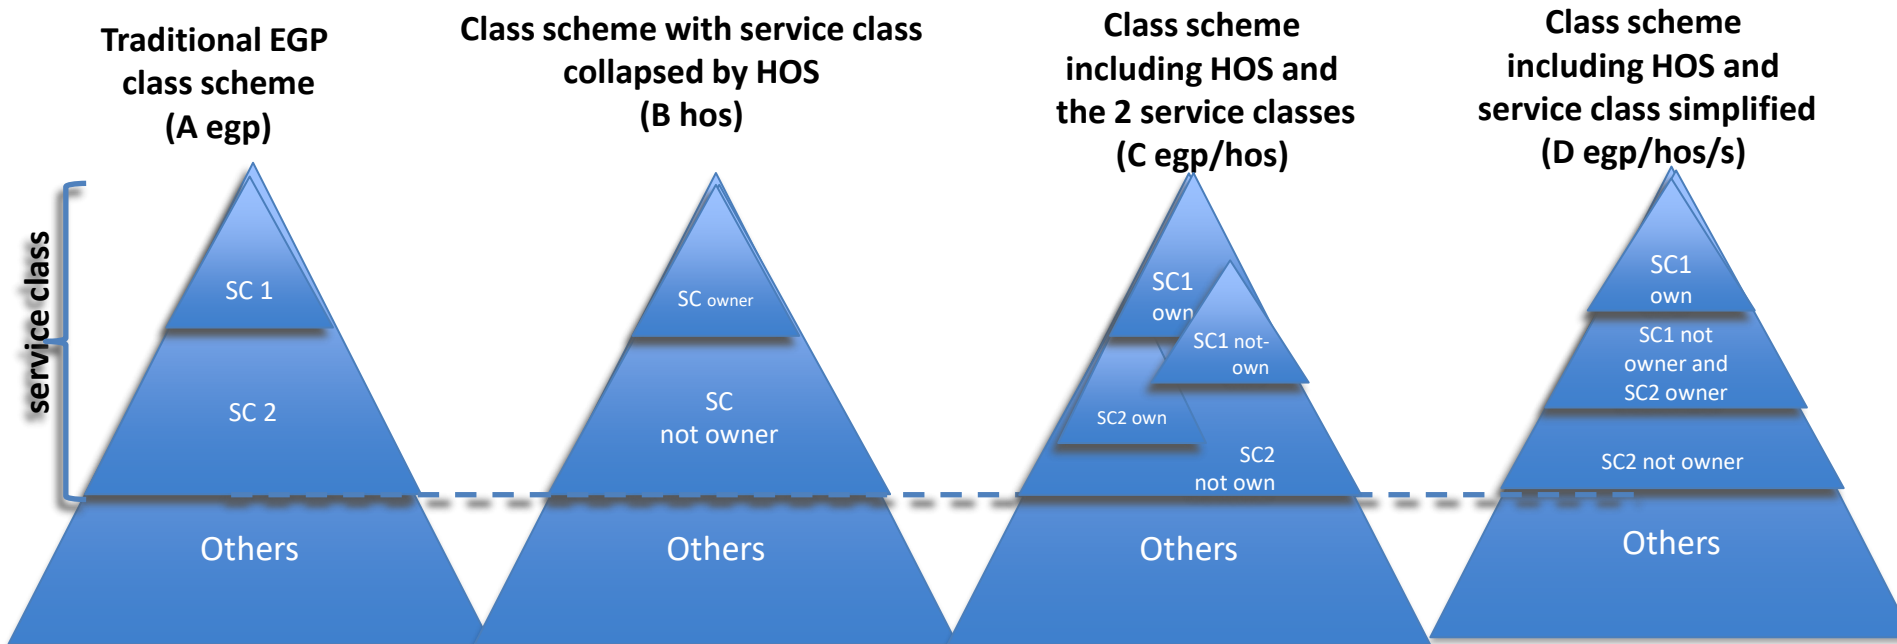 Traditional EGP
class scheme
(A egp)
Class scheme with service class
collapsed by HOS
(B hos)
Class scheme
including HOS and
the 2 service classes
(C egp/hos)
Class scheme
including HOS and
service class simplified
(D egp/hos/s)
service class
SC 1
SC 2
Others
SC owner
SC
not owner
Others
SC1
own
SC1 not-
own
SC2 own
SC2
not own
Others
SC1
own
SC1 not
owner and
SC2 owner
SC2 not owner
Others